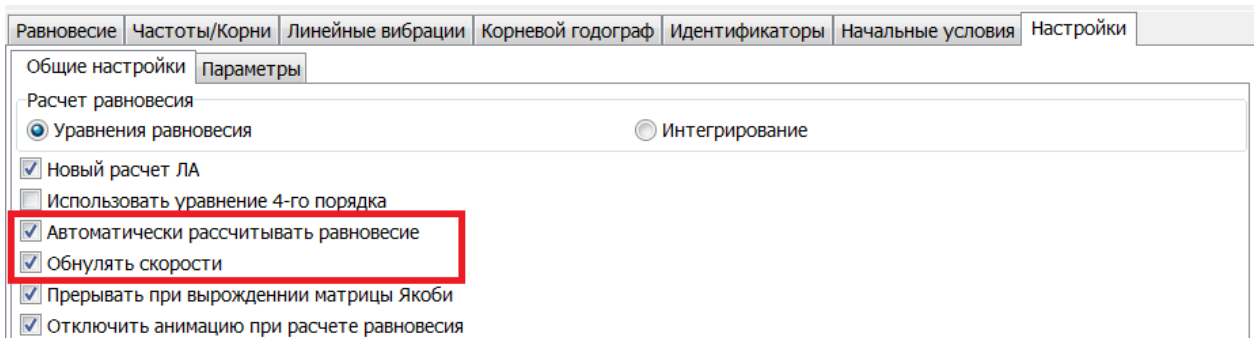 Равновесие Частоты/Корни Линейные вибрации Корневой годограф Идентификаторы Начальные условия Настройки
Общие настройки Параметры
Расчет равновесия
Уравнения равновесия Интегрирование
Новый расчет ЛА
Использовать уравнение 4-го порядка
Автоматически рассчитывать равновесие
Обнулять скорости
Прерывать при вырожденнии матрицы Якоби
Отключить анимацию при расчете равновесия